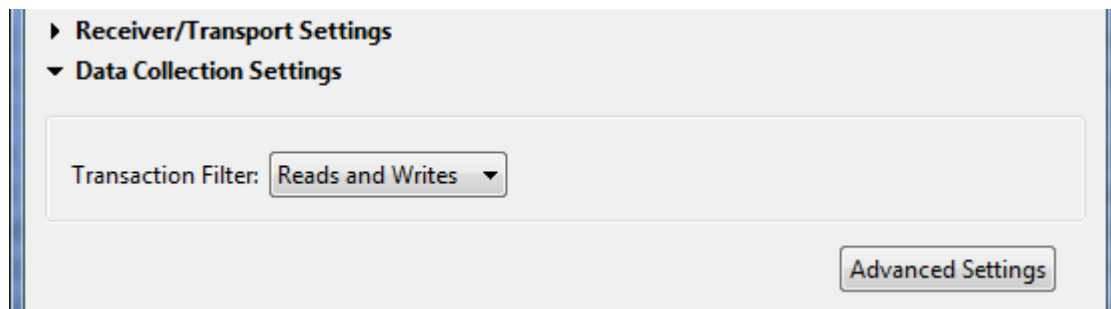 Receiver/Transport Settings
Data Collection Settings
Transaction Filter: Reads and Writes
Advanced Settings